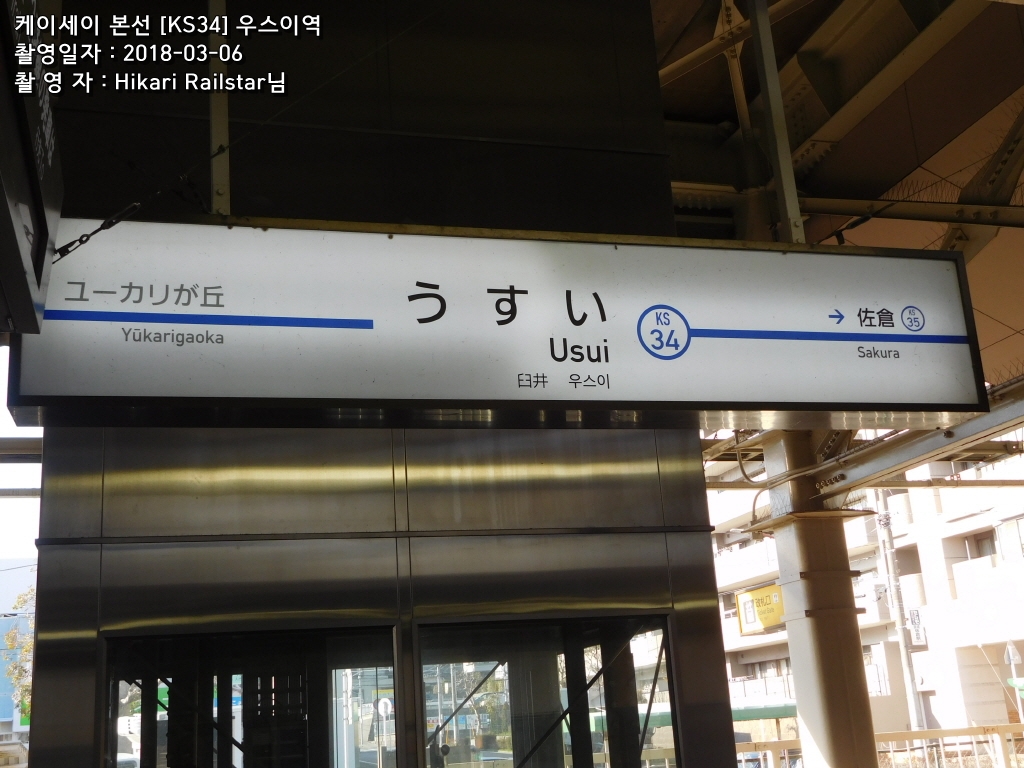 케이세이 본선 [KS34] 우스이역
촬영일자 : 2018-03-06
촬 영 자 : Hikari Railstar님
ユーカリが丘
Yūkarigaoka
うすい
Usui
臼井 우스이
KS
34
→ 佐倉 KS 35
Sakura